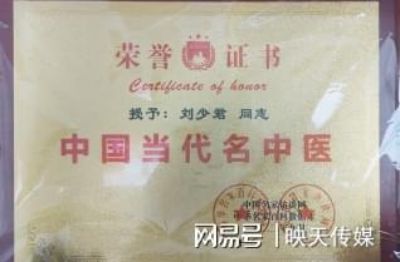 荣誉证书
Certificate of honor
授予: 刘少君 同志
中国当代名中医
网易号 | 映天传媒